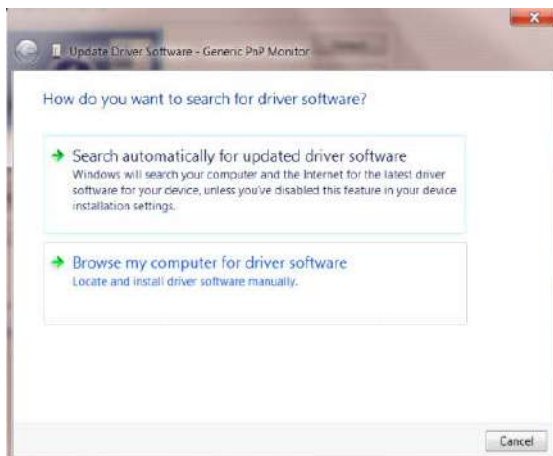 Update Driver Software - Generic PnP Monitor
How do you want to search for driver software?
Search automatically for updated driver software
Windows will search your computer and the Internet for the latest driver
software for your device, unless you've disabled this feature in your device
installation settings.
Browse my computer for driver software
Locate and install driver software manually.
Cancel